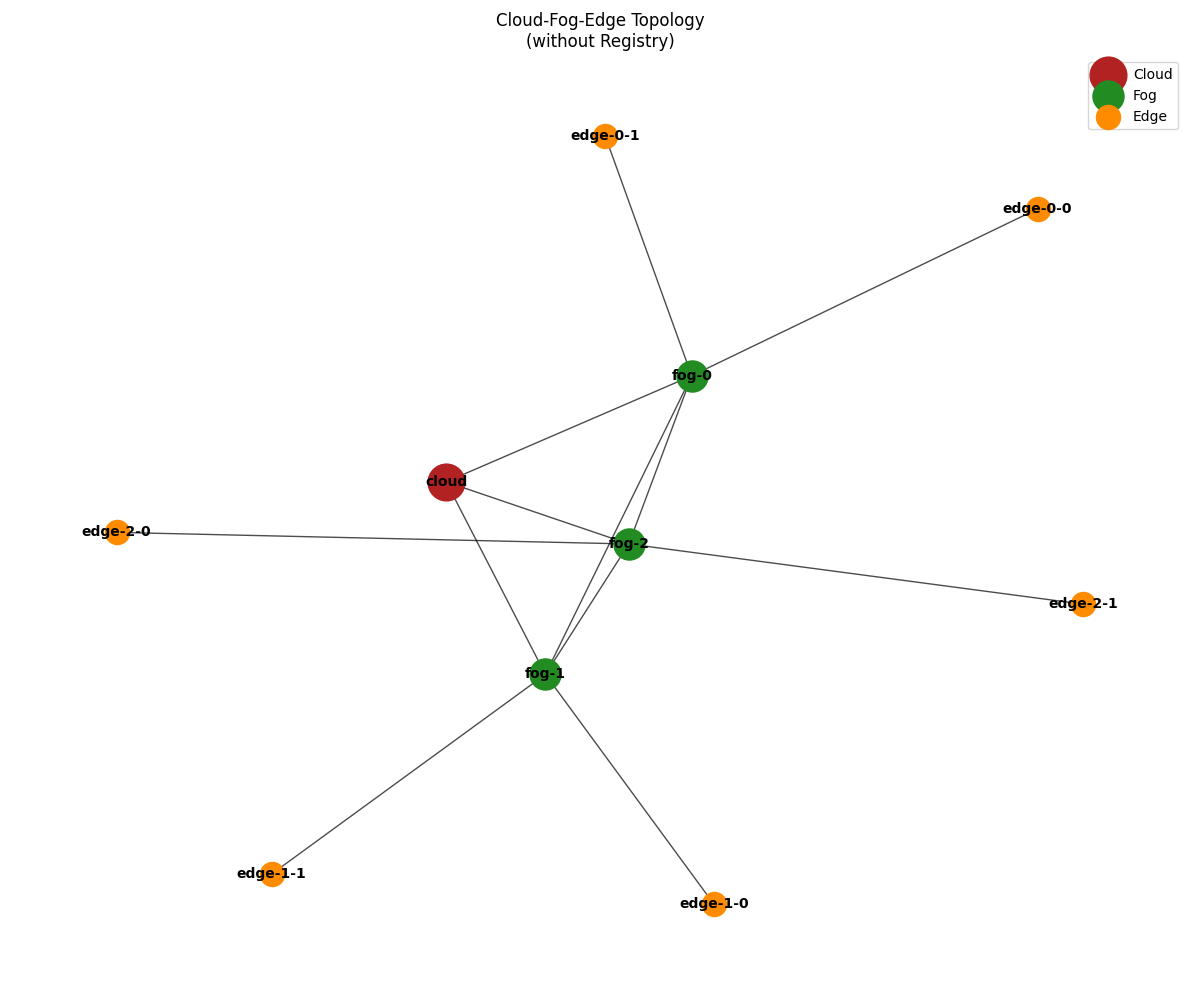 Cloud-Fog-Edge Topology
(without Registry)
Cloud
Fog
Edge
edge-0-1
edge-0-0
fog-0
cloud
edge-2-0
fog-2
edge-2-1
fog-1
edge-1-1
edge-1-0